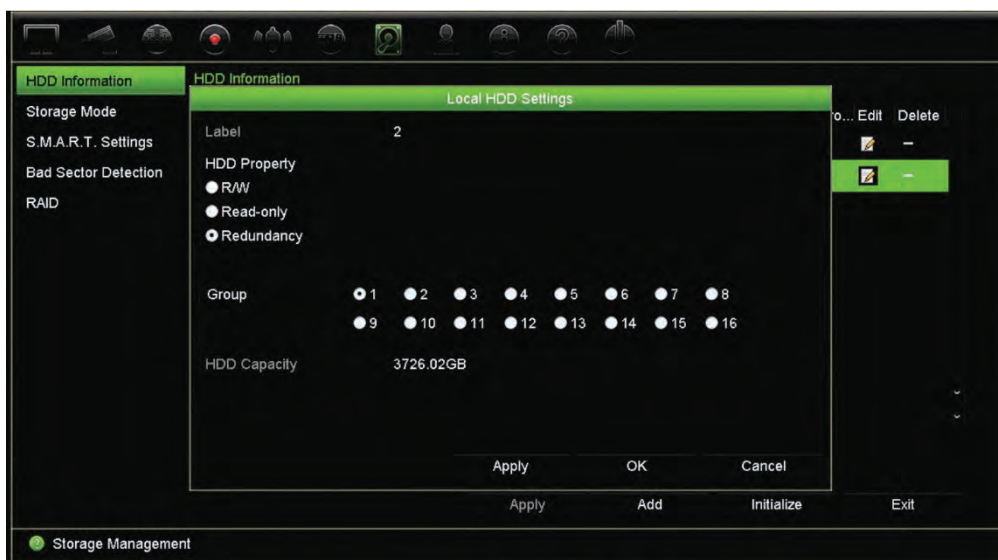 HDD Information
Storage Mode
S.M.A.R.T. Settings
Bad Sector Detection
RAID
HDD Information
Edit Delete
Local HDD Settings
Label 2
HDD Property
R/W
Read-only
Redundancy
Group 1 2 3 4 5 6 7 8
9 10 11 12 13 14 15 16
HDD Capacity 3726.02GB
Apply OK Cancel
Apply Add Initialize Exit
Storage Management